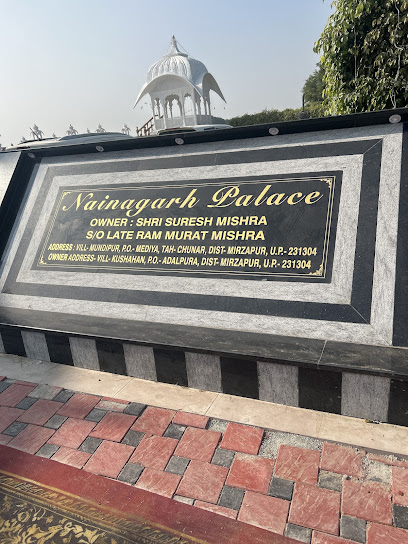 Nainagarh Palace
OWNER : SHRI SURESH MISHRA
S/O LATE RAM MURAT MISHRA
ADDRESS : VILL- MUNDIPUR, P.O.- MEDIYA, TAH- CHUNAR, DIST- MIRZAPUR, U.P.- 231304
OWNER ADDRESS- VILL- KUSHAHAN, P.O.- ADALPURA, DIST- MIRZAPUR, U.P.- 231304